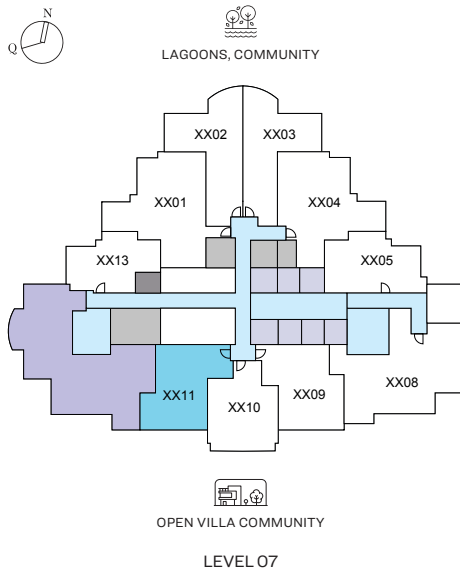 N
Q
LAGOONS, COMMUNITY
XX02 XX03
XX01 XX04
XX13 XX05
XX11 XX10 XX09 XX08
OPEN VILLA COMMUNITY
LEVEL 07